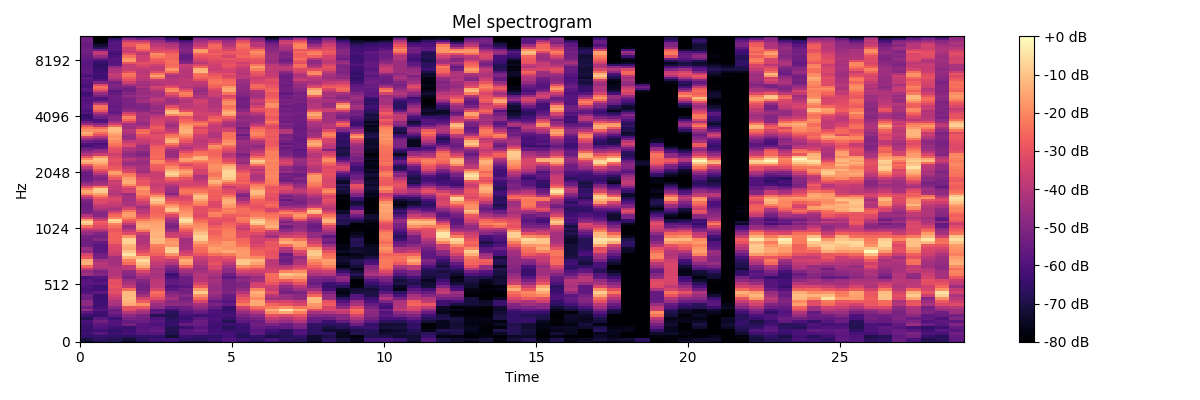 Mel spectrogram
+0 dB
8192
-10 dB
4096
-20 dB
-30 dB
2048
Hz
-40 dB
1024
-50 dB
-60 dB
512
-70 dB
0
-80 dB
0 5 10 15 20 25
Time